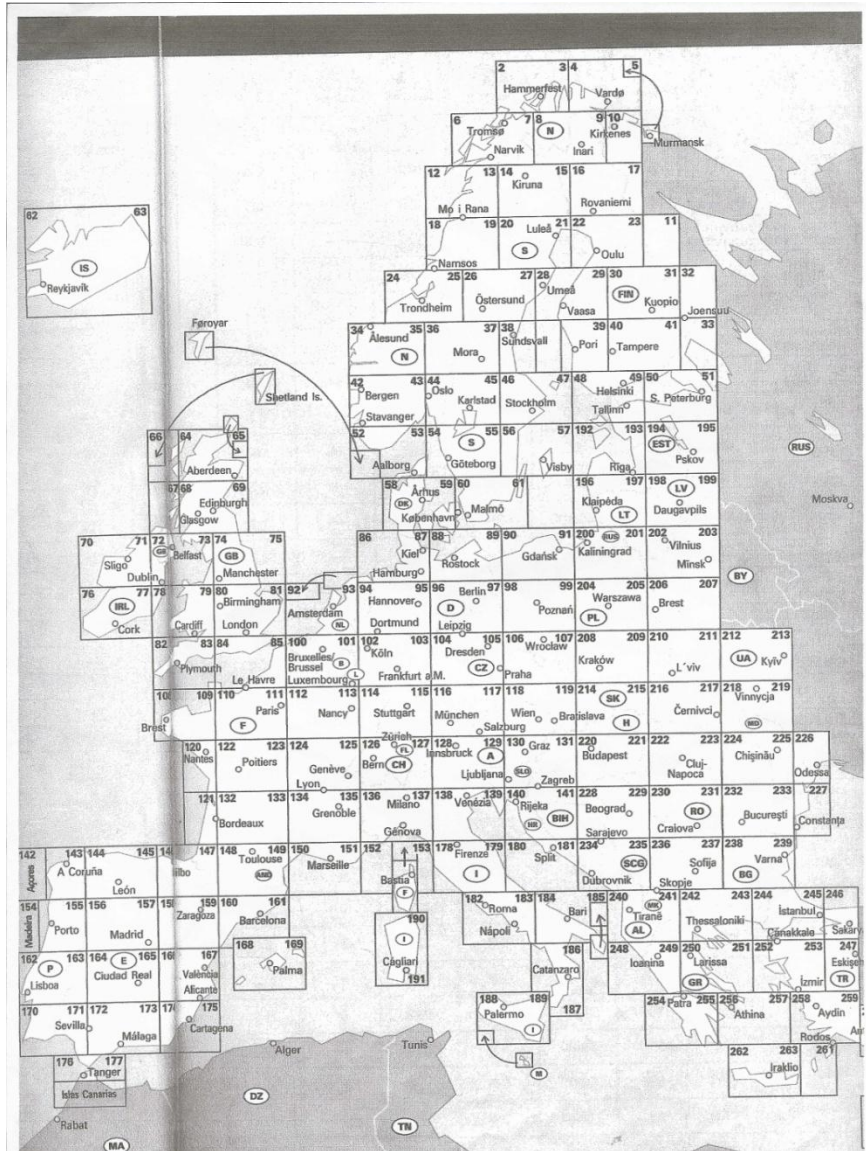 2 3 4 5
Hammerfest
Vardø
6 7 8 9 10
N
Tromsø
Kirkenes
Murmansk
Narvik
Inari
12 13 14 15 16 17
Kiruna
Mo i Rana
Rovaniemi
62 63
18 19 20 21 22 23 11
Luleå
IS
S
Oulu
Reykjavík
Namsos
24 25 26 27 28 29 30 31 32
Umeå
FIN
Östersund
Kuopio
Trondheim
Vaasa
Joensuu
Føroyar
34 35 36 37 38 39 40 41 33
Ålesund
Sundsvall
N
Mora
Pori
Tampere
42 43 44 45 46 47 48 49 50 51
Shetland Is.
Bergen
Oslo
Helsinki
Karlstad
S. Peterburg
Stockholm
Tallinn
Stavanger
66 64 65
52 53 54 55 56 57 192 193 194 195
S
EST
RUS
Aberdeen
Aalborg
Göteborg
Visby
Rīga
Pskov
67 68 69
58 59 60 61 196 197 198 199
DK
Århus
LV
Edinburgh
Klaipėda
Glasgow
København
Malmö
LT
Daugavpils
Moskva
70 71 72 73 74 75
86 87 88 89 90 91 200 201 202 203
GB
RUS
Kiel
Gdańsk
Kaliningrad
Vilnius
Sligo
Belfast
GB
Rostock
Minsk
Dublin
Manchester
Hamburg
BY
76 77 78 79 80 81 92 93 94 95 96 97 98 99 204 205 206 207
IRL
Birmingham
Amsterdam
Hannover
Berlin
Warszawa
D
Poznań
Brest
NL
PL
Cork
Cardiff
London
Dortmund
Leipzig
82 83 84 85 100 101 102 103 104 105 106 107 208 209 210 211 212 213
Bruxelles/
Brussel
Köln
Dresden
Wrocław
Plymouth
B
CZ
UA
Kyïv
L
Kraków
L´viv
Le Havre
Luxembourg
Frankfurt a.M.
Praha
109 110 111 112 113 114 115 116 117 118 119 214 215 216 217 218 219
SK
Vinnycja
Paris
Nancy
Stuttgart
München
Wien
Bratislava
Černivci
Brest
F
H
MD
Salzburg
120 122 123 124 125 126 127 128 129 130 131 220 221 222 223 224 225 226
Zürich
Nantes
FL
Innsbruck
A
Graz
Poitiers
Genève
Bern
CH
Budapest
Cluj-
Napoca
Chişinău
Odessa
SLO
Lyon
Ljubljana
Zagreb
121 132 133 134 135 136 137 138 139 140 141 228 229 230 231 232 233 227
Venézia
Rijeka
Grenoble
Milano
BIH
Beograd
RO
Bordeaux
HR
Craiova
Bucureşti
Constanţa
Génova
Sarajevo
142 143 144 145 147 148 149 150 151 152 153 178 179 180 181 234 235 236 237 238 239
Açores
A Coruña
Toulouse
Marseille
Firenze
Split
SCG
Sofija
Varna
León
AND
Bastia
I
BG
F
Dubrovnik
Skopje
154 155 156 157 159 160 161 190 182 183 184 185 240 241 242 243 244 245 246
Madeira
Porto
Zaragoza
Barcelona
Roma
MK
Bari
Tiranë
Thessaloniki
İstanbul
Madrid
Nápoli
AL
Çanakkale
I
162 163 164 165 167 168 169 191 186 248 249 250 251 252 253 247
P
E
València
Palma
Cágliari
Catanzaro
Ioanina
Larissa
Lisboa
Ciudad Real
GR
TR
Alicante
İzmir
170 171 172 173 175 188 189 187 254 255 256 257 258 259
Sevilla
Málaga
Cartagena
Palermo
I
Patra
Athina
Aydin
Rodos
176 177
Alger
Tunis
262 263 261
Tanger
M
Iraklio
Islas Canarias
DZ
Rabat
TN
MA